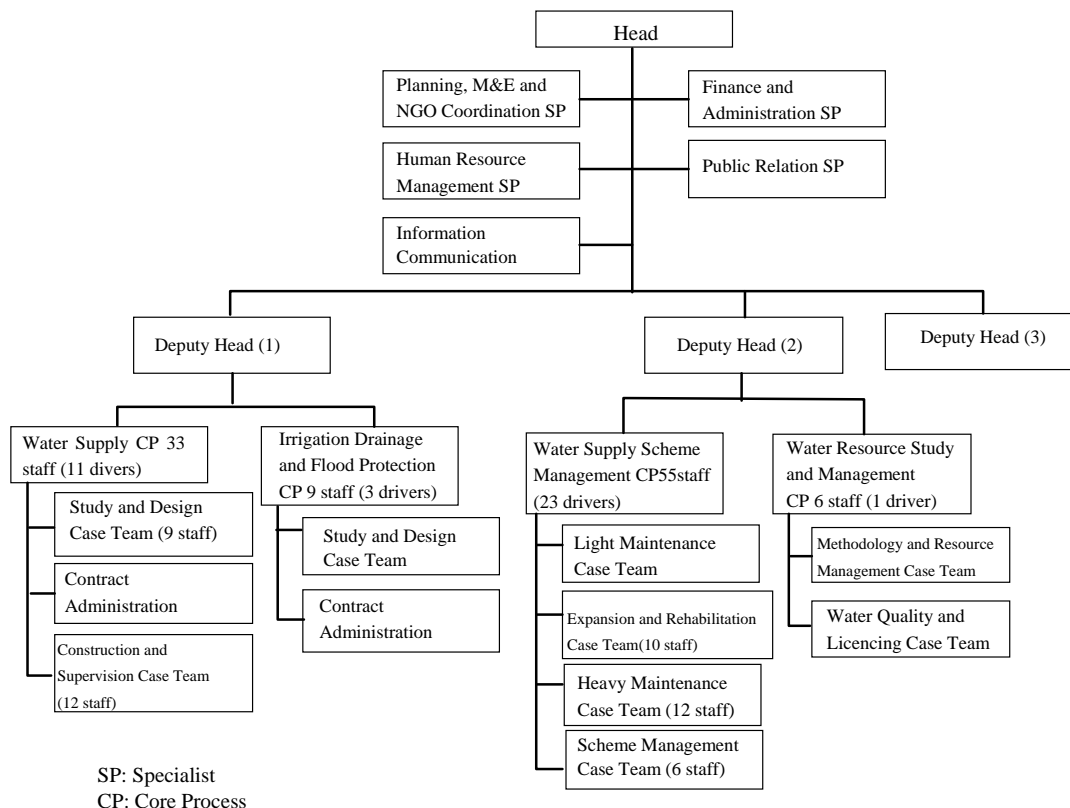 Head
Planning, M&E and
NGO Coordination SP
Finance and
Administration SP
Human Resource
Management SP
Public Relation SP
Information
Communication
Deputy Head (1)
Deputy Head (2)
Deputy Head (3)
Water Supply CP 33
staff (11 divers)
Irrigation Drainage
and Flood Protection
CP 9 staff (3 drivers)
Water Supply Scheme
Management CP55staff
(23 drivers)
Water Resource Study
and Management
CP 6 staff (1 driver)
Study and Design
Case Team (9 staff)
Contract
Administration
Construction and
Supervision Case Team
(12 staff)
Study and Design
Case Team
Contract
Administration
Light Maintenance
Case Team
Expansion and Rehabilitation
Case Team(10 staff)
Heavy Maintenance
Case Team (12 staff)
Scheme Management
Case Team (6 staff)
Methodology and Resource
Management Case Team
Water Quality and
Licencing Case Team
SP: Specialist
CP: Core Process